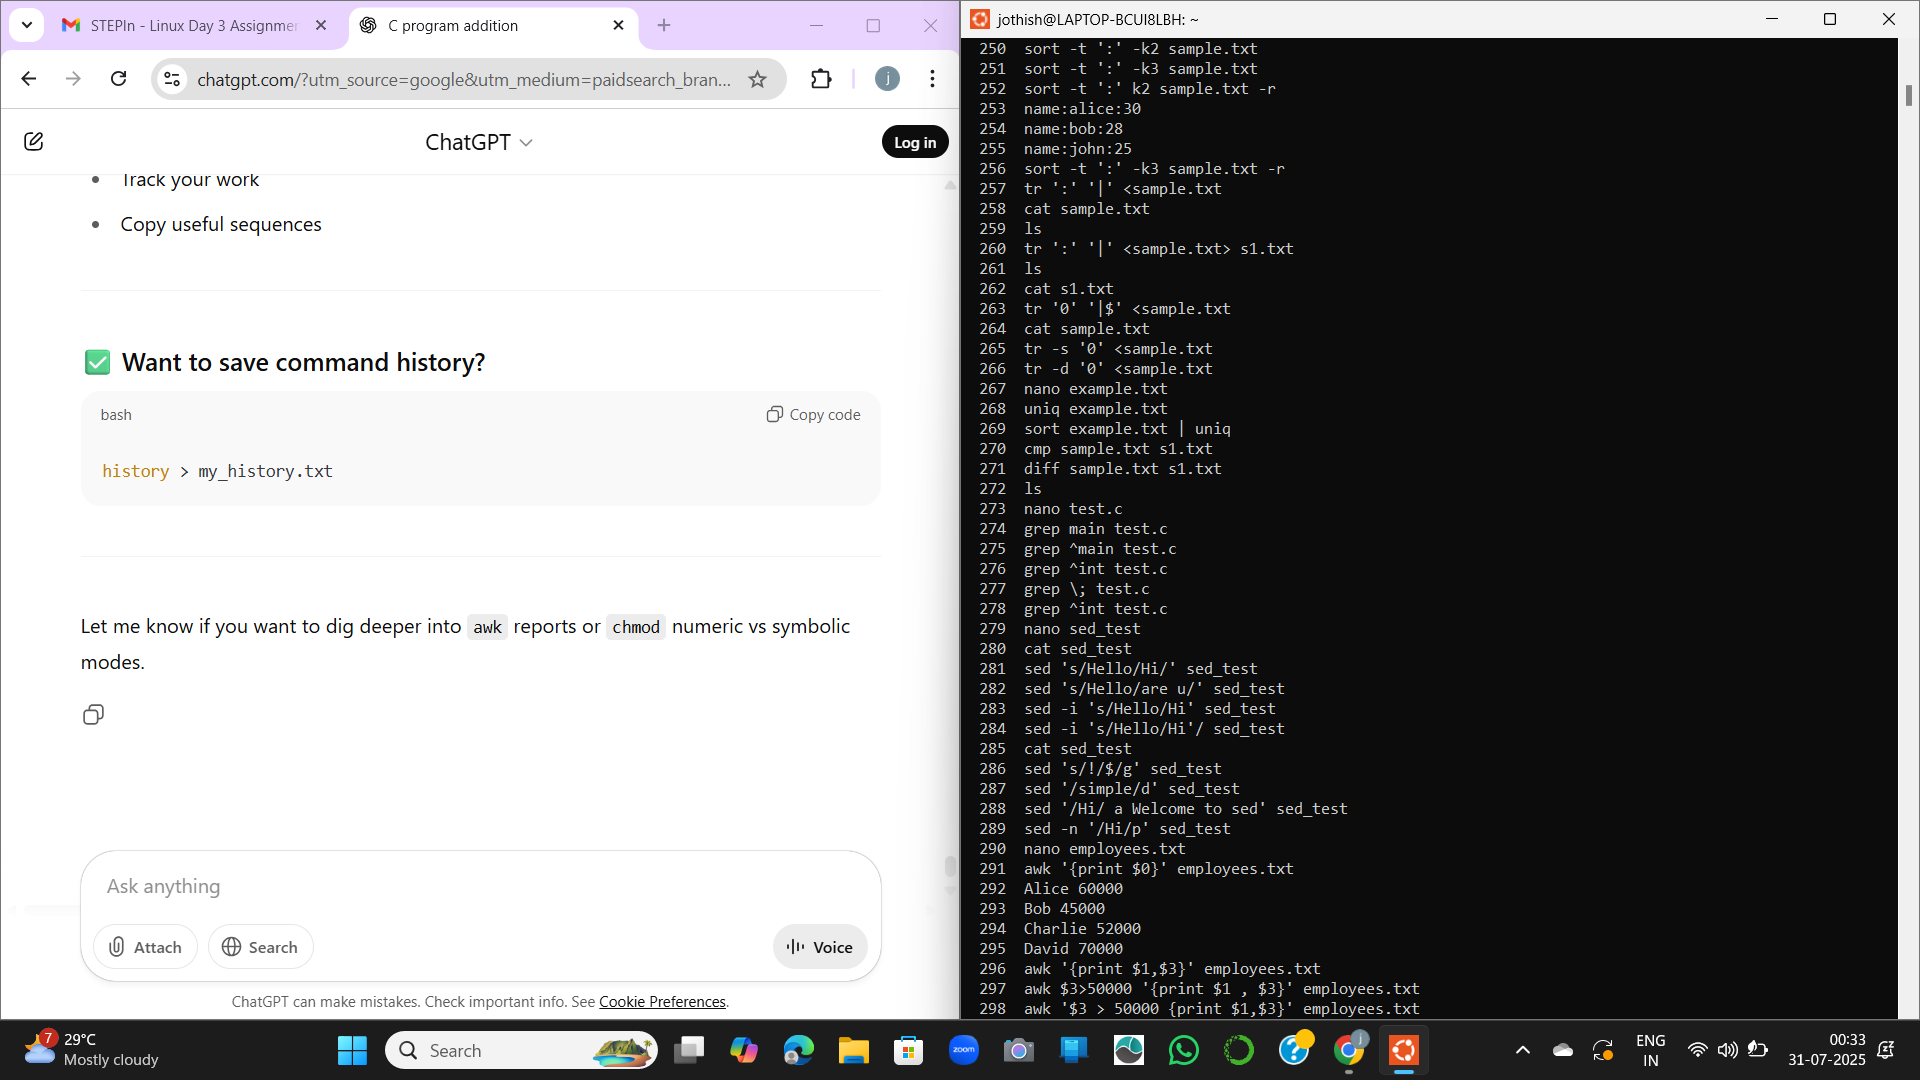 STEPIn - Linux Day 3 Assignmen
C program addition
chatgpt.com/?utm_source=google&utm_medium=paidsearch_bran...
j
ChatGPT
Log in
Track your work
Copy useful sequences
Want to save command history?
bash
Copy code
history > my_history.txt
Let me know if you want to dig deeper into awk reports or chmod numeric vs symbolic
modes.
Ask anything
Attach
Search
Voice
ChatGPT can make mistakes. Check important info. See Cookie Preferences.
jothish@LAPTOP-BCUI8LBH: ~
250 sort -t ':' -k2 sample.txt
251 sort -t ':' -k3 sample.txt
252 sort -t ':' k2 sample.txt -r
253 name:alice:30
254 name:bob:28
255 name:john:25
256 sort -t ':' -k3 sample.txt -r
257 tr ':' '|' <sample.txt
258 cat sample.txt
259 ls
260 tr ':' '|' <sample.txt> s1.txt
261 ls
262 cat s1.txt
263 tr '0' '|$' <sample.txt
264 cat sample.txt
265 tr -s '0' <sample.txt
266 tr -d '0' <sample.txt
267 nano example.txt
268 uniq example.txt
269 sort example.txt | uniq
270 cmp sample.txt s1.txt
271 diff sample.txt s1.txt
272 ls
273 nano test.c
274 grep main test.c
275 grep ^main test.c
276 grep ^int test.c
277 grep \; test.c
278 grep ^int test.c
279 nano sed_test
280 cat sed_test
281 sed 's/Hello/Hi/' sed_test
282 sed 's/Hello/are u/' sed_test
283 sed -i 's/Hello/Hi' sed_test
284 sed -i 's/Hello/Hi'/ sed_test
285 cat sed_test
286 sed 's/!/$/g' sed_test
287 sed '/simple/d' sed_test
288 sed '/Hi/ a Welcome to sed' sed_test
289 sed -n '/Hi/p' sed_test
290 nano employees.txt
291 awk '{print $0}' employees.txt
292 Alice 60000
293 Bob 45000
294 Charlie 52000
295 David 70000
296 awk '{print $1,$3}' employees.txt
297 awk $3>50000 '{print $1 , $3}' employees.txt
298 awk '$3 > 50000 {print $1,$3}' employees.txt
7
29°C
Mostly cloudy
Search
zoom
j
ENG
IN
00:33
31-07-2025